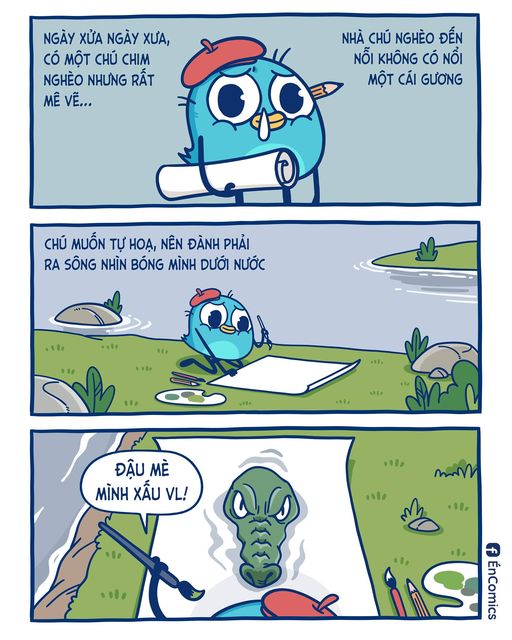 NGÀY XỬA NGÀY XƯA,
CÓ MỘT CHÚ CHIM
NGHÈO NHƯNG RẤT
MÊ VẼ...
NHÀ CHÚ NGHÈO ĐẾN
NỖI KHÔNG CÓ NỔI
MỘT CÁI GƯƠNG
CHÚ MUỐN TỰ HOẠ, NÊN ĐÀNH PHẢI
RA SÔNG NHÌN BÓNG MÌNH DƯỚI NƯỚC
ĐẬU MÈ
MÌNH XẤU VL!
ÉnComics